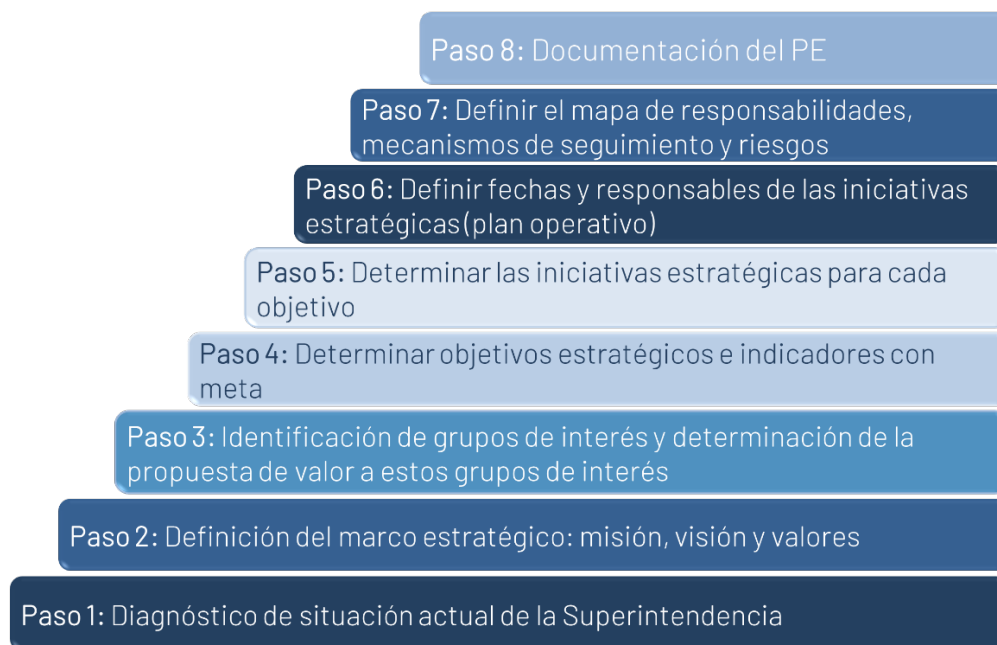 Paso 8: Documentación del PE
Paso 7: Definir el mapa de responsabilidades,
mecanismos de seguimiento y riesgos
Paso 6: Definir fechas y responsables de las iniciativas
estratégicas (plan operativo)
Paso 5: Determinar las iniciativas estratégicas para cada
objetivo
Paso 4: Determinar objetivos estratégicos e indicadores con
meta
Paso 3: Identificación de grupos de interés y determinación de la
propuesta de valor a estos grupos de interés
Paso 2: Definición del marco estratégico: misión, visión y valores
Paso 1: Diagnóstico de situación actual de la Superintendencia